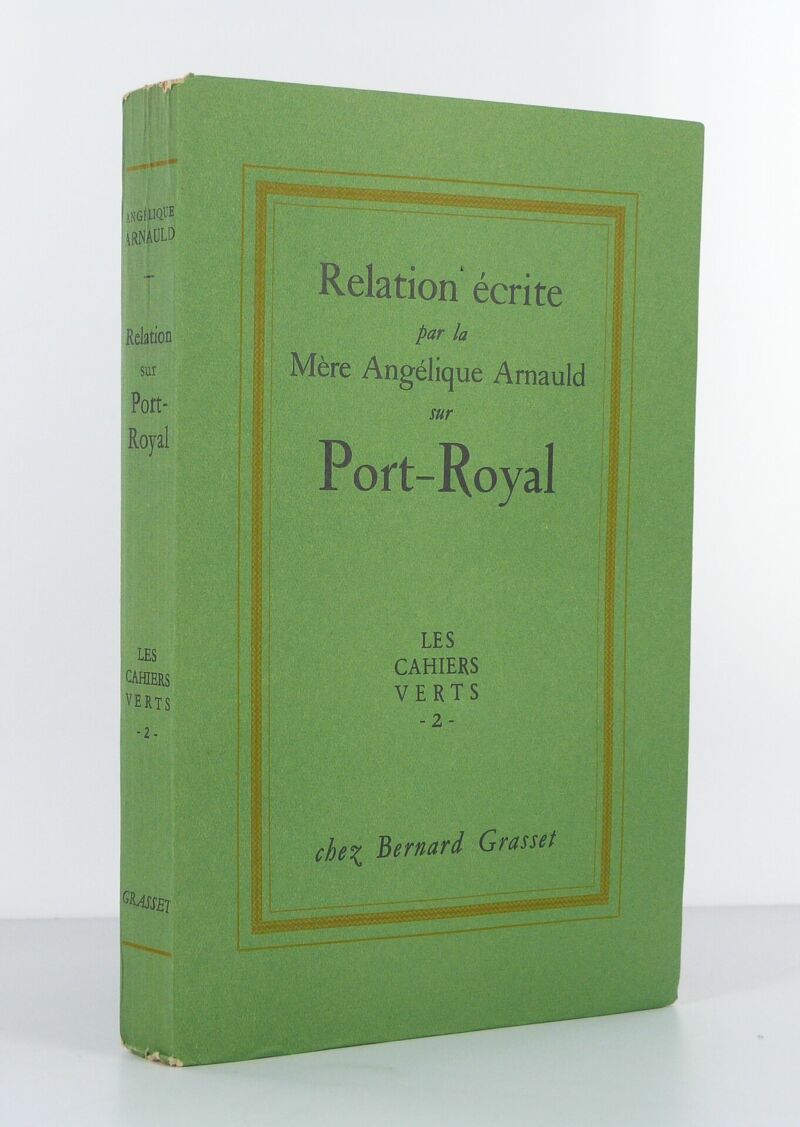 ANGÉLIQUE
ARNAULD
Relation
sur
Port-
Royal
LES
CAHIERS
VERTS
- 2 -
GRASSET
Relation écrite
par la
Mère Angélique Arnauld
sur
Port-Royal
LES
CAHIERS
VERTS
- 2 -
chez Bernard Grasset